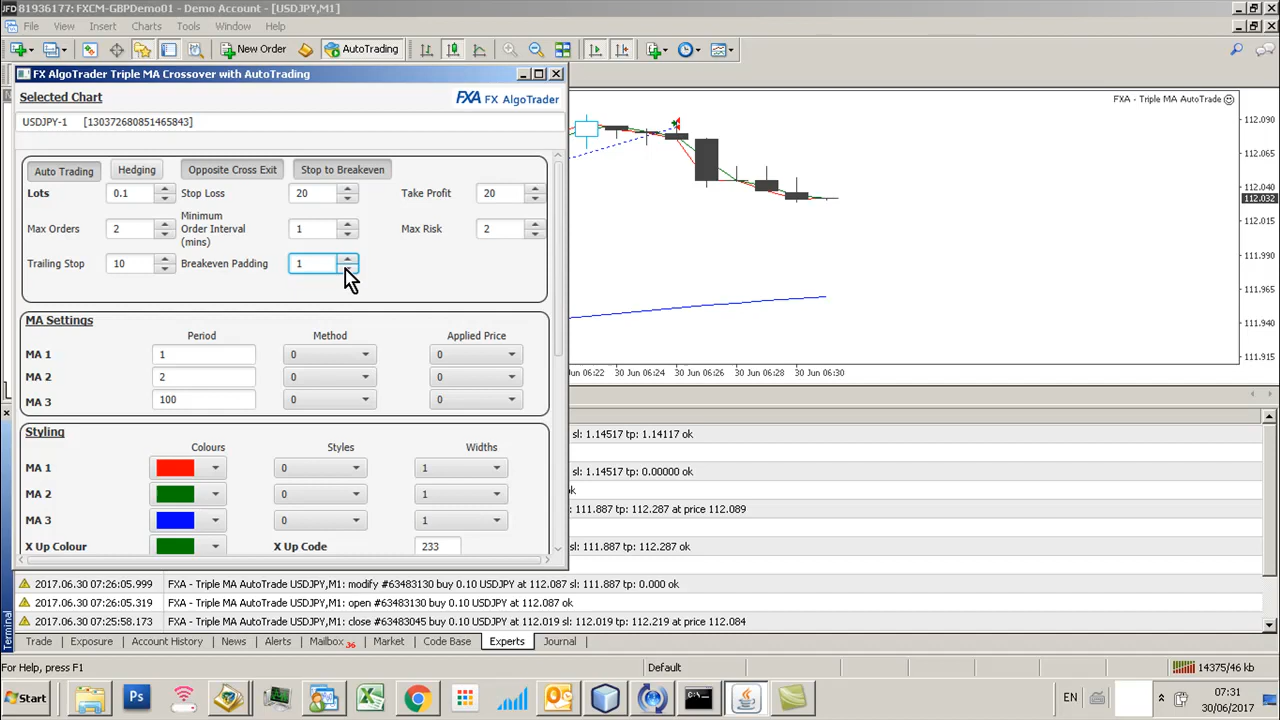 81936177: FXCM-GBPDemo01 - Demo Account - [USDJPY,M1]
File View Insert Charts Tools Window Help
New Order AutoTrading
FX AlgoTrader Triple MA Crossover with AutoTrading
Selected Chart FXA FX AlgoTrader
USDJPY-1 [130372680851465843]
Auto Trading Hedging Opposite Cross Exit Stop to Breakeven
Lots 0.1 Stop Loss 20 Take Profit 20
Max Orders 2 Minimum Order Interval (mins) 1 Max Risk 2
Trailing Stop 10 Breakeven Padding 1
MA Settings
Period Method Applied Price
MA 1 1 0 0
MA 2 2 0 0
MA 3 100 0 0
Styling
Colours Styles Widths
MA 1 0 1
MA 2 0 1
MA 3 0 1
X Up Colour X Up Code 233
FXA - Triple MA AutoTrade
112.090
112.065
112.040
112.032
112.015
111.965
111.940
111.915
Jun 06:22 30 Jun 06:24 30 Jun 06:26 30 Jun 06:28 30 Jun 06:30
sl: 1.14517 tp: 1.14117 ok
sl: 1.14517 tp: 0.00000 ok
ok
sl: 111.887 tp: 112.287 at price 112.089
sl: 111.887 tp: 112.287 ok
2017.06.30 07:26:05.999 FXA - Triple MA AutoTrade USDJPY,M1: modify #63483130 buy 0.10 USDJPY at 112.087 sl: 111.887 tp: 0.000 ok
2017.06.30 07:26:05.319 FXA - Triple MA AutoTrade USDJPY,M1: open #63483130 buy 0.10 USDJPY at 112.087 ok
2017.06.30 07:25:58.173 FXA - Triple MA AutoTrade USDJPY,M1: close #63483045 buy 0.10 USDJPY at 112.019 sl: 112.019 tp: 112.219 at price 112.084
Terminal
Trade Exposure Account History News Alerts Mailbox 36 Market Code Base Experts Journal
For Help, press F1 Default 14375/46 kb
Start Ps EN 07:31
30/06/2017